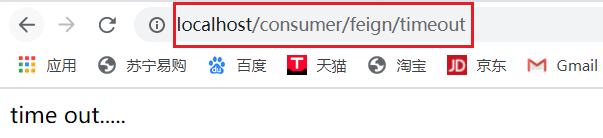 localhost/consumer/feign/timeout
应用 苏宁易购 百度 天猫 淘宝 京东 Gmail
time out.....